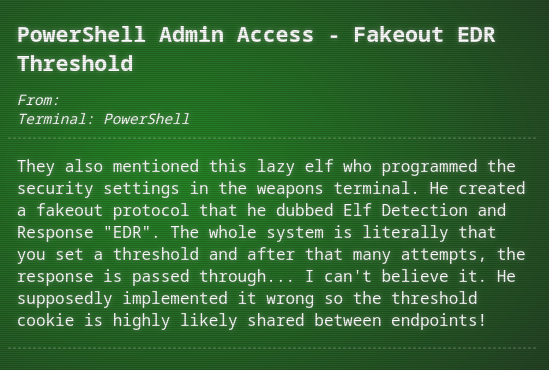 PowerShell Admin Access - Fakeout EDR
Threshold
From:
Terminal: PowerShell
They also mentioned this lazy elf who programmed the
security settings in the weapons terminal. He created
a fakeout protocol that he dubbed Elf Detection and
Response "EDR". The whole system is literally that
you set a threshold and after that many attempts, the
response is passed through... I can't believe it. He
supposedly implemented it wrong so the threshold
cookie is highly likely shared between endpoints!